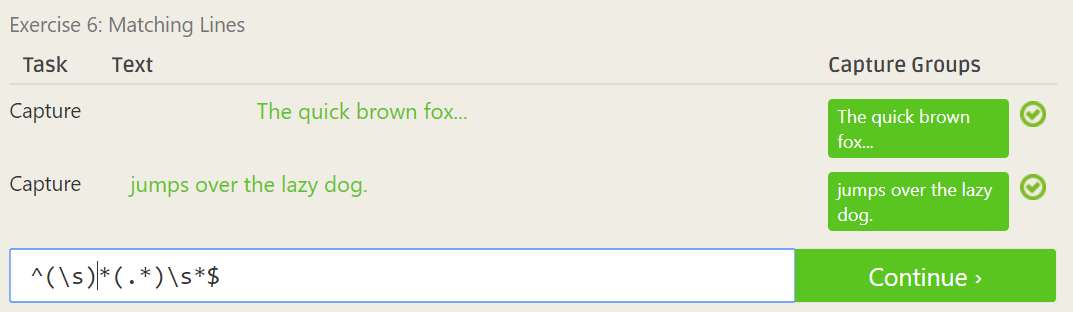 Exercise 6: Matching Lines
Task Text Capture Groups
Capture The quick brown fox... The quick brown
fox...
Capture jumps over the lazy dog. jumps over the lazy
dog.
^(\s)*(.*)\s*$ Continue ›